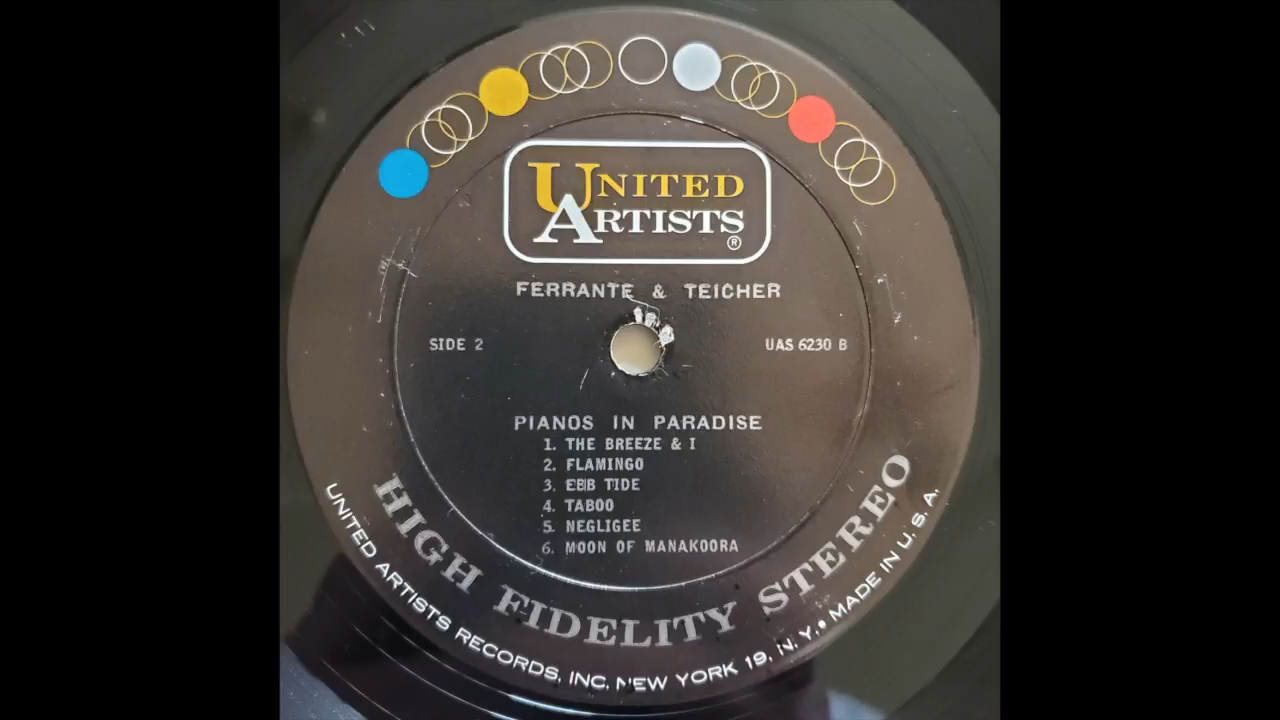 UNITED
ARTISTS
®
FERRANTE & TEICHER
SIDE 2
UAS 6230 B
PIANOS IN PARADISE
1. THE BREEZE & I
2. FLAMINGO
3. EBB TIDE
4. TABOO
5. NEGLIGEE
6. MOON OF MANAKOORA
HIGH FIDELITY STEREO
UNITED ARTISTS RECORDS, INC. NEW YORK 19, N. Y. • MADE IN U. S. A.